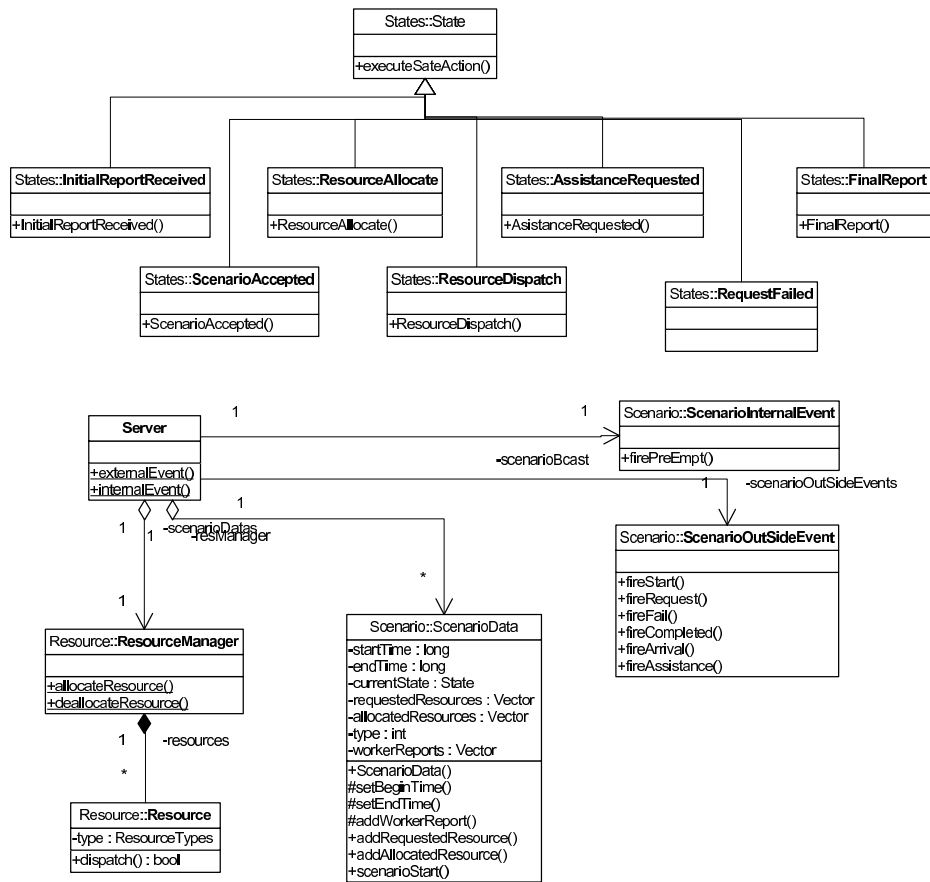 States::State
+executeSateAction()
States::InitialReportReceived
+InitialReportReceived()
States::ResourceAllocate
+ResourceAllocate()
States::AssistanceRequested
+AsistanceRequested()
States::FinalReport
+FinalReport()
States::ScenarioAccepted
+ScenarioAccepted()
States::ResourceDispatch
+ResourceDispatch()
States::RequestFailed
Server
+externalEvent()
+internalEvent()
1
1
-scenarioBcast
Scenario::ScenarioInternalEvent
+firePreEmpt()
1
-scenarioOutSideEvents
Scenario::ScenarioOutSideEvent
+fireStart()
+fireRequest()
+fireFail()
+fireCompleted()
+fireArrival()
+fireAssistance()
1
-scenarioDatas
1
1
-resManager
1
*
Resource::ResourceManager
+allocateResource()
+deallocateResource()
1
-resources
*
Resource::Resource
-type : ResourceTypes
+dispatch() : bool
Scenario::ScenarioData
-startTime : long
-endTime : long
-currentState : State
-requestedResources : Vector
-allocatedResources : Vector
-type : int
-workerReports : Vector
+ScenarioData()
#setBeginTime()
#setEndTime()
#addWorkerReport()
+addRequestedResource()
+addAllocatedResource()
+scenarioStart()